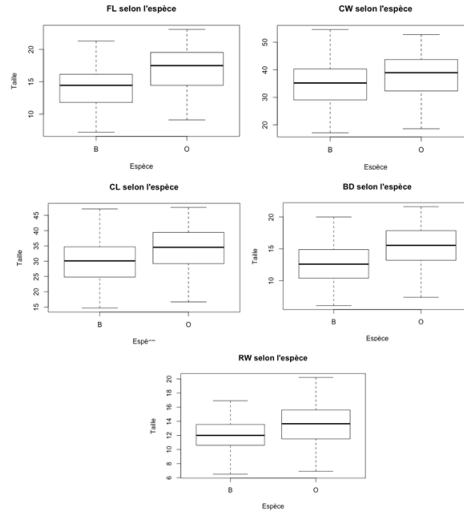 FL selon l'espèce
Taille
10 15 20
B O
Espèce
CW selon l'espèce
20 30 40 50
B O
Espèce
CL selon l'espèce
Taille
15 20 25 30 35 40 45
B O
BD selon l'espèce
Taille
10 15 20
B O
Espèce
RW selon l'espèce
Taille
6 8 10 12 14 16 18 20
B O
Espèce